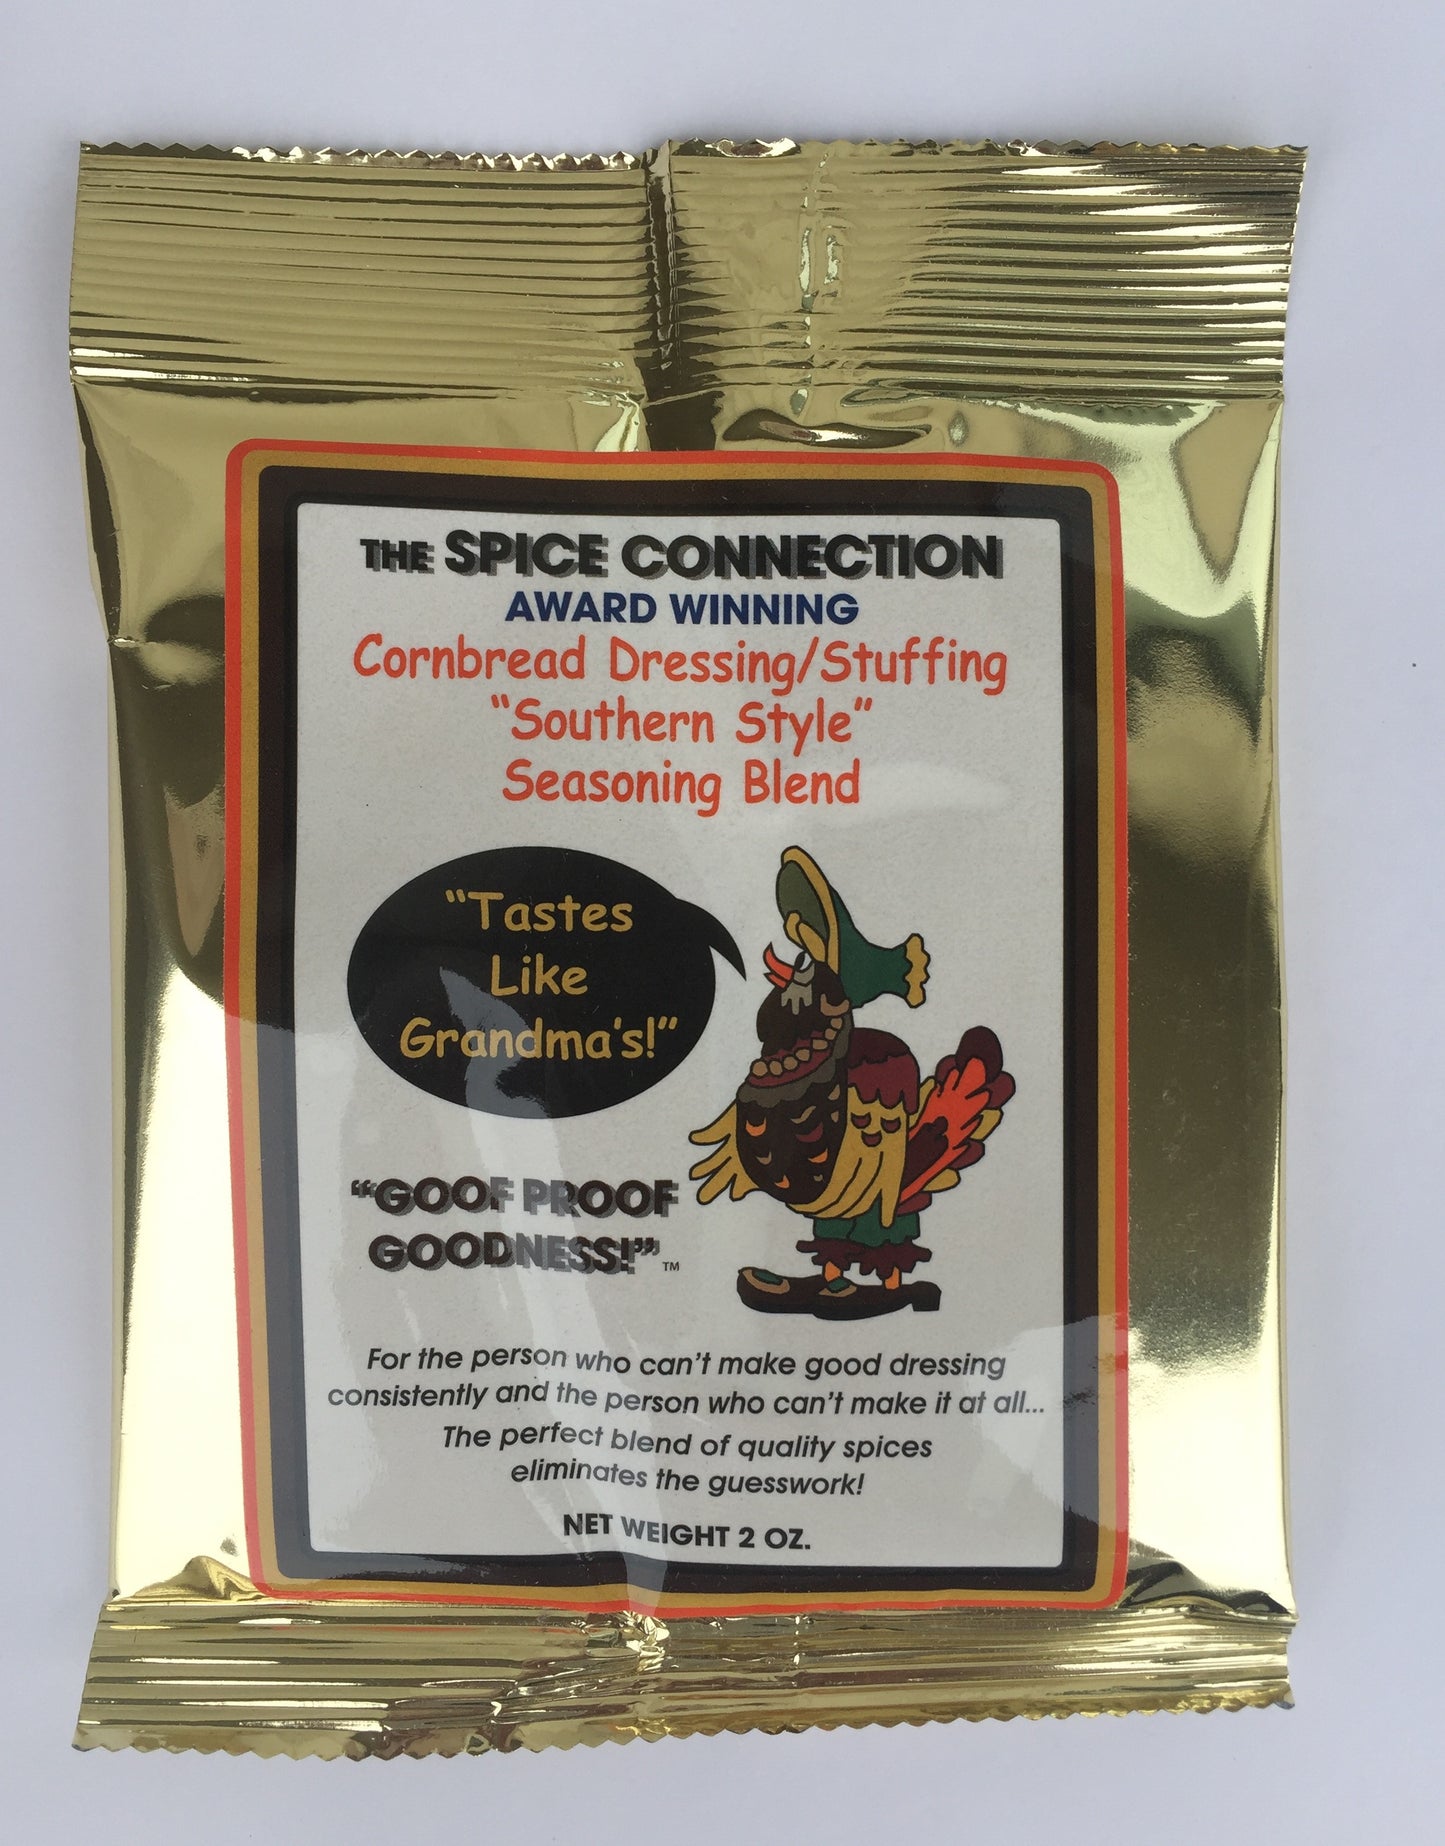 THE SPICE CONNECTION
AWARD WINNING
Cornbread Dressing/Stuffing
“Southern Style”
Seasoning Blend
“Tastes
Like
Grandma's!”
“GOOF PROOF
GOODNESS!”™
For the person who can't make good dressing
consistently and the person who can't make it at all...
The perfect blend of quality spices
eliminates the guesswork!
NET WEIGHT 2 OZ.